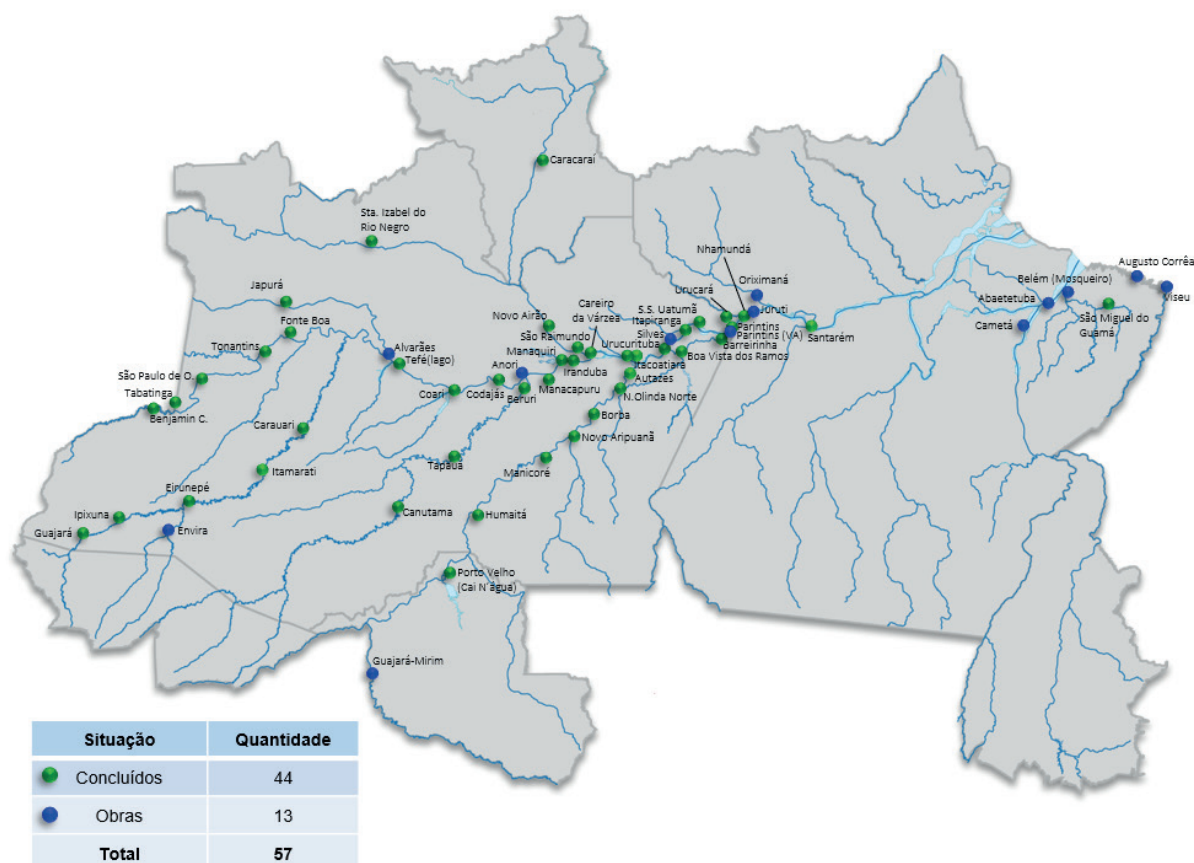 Caracaraí
Sta. Izabel do
Rio Negro
Nhamundá
Oriximaná
Augusto Corrêa
Belém (Mosqueiro)
Viseu
Abaetetuba
São Miguel do
Guamá
Cametá
Japurá
Fonte Boa
Tonantins
São Paulo de O.
Tabatinga
Benjamin C.
Alvarães
Tefé(lago)
Novo Airão
Careiro
da Várzea
São Raimundo
Manaquiri
Iranduba
Urucará
S.S. Uatumã
Itapiranga
Silves
Urucurituba
Juruti
Parintins
Parintins (VA)
Barreirinha
Santarém
Boa Vista dos Ramos
Itacoatiara
Autazes
N.Olinda Norte
Anori
Coari
Codajás
Beruri
Manacapuru
Borba
Novo Aripuanã
Manicoré
Carauari
Itamarati
Tapauá
Eirunepé
Ipixuna
Guajará
Envira
Canutama
Humaitá
Porto Velho
(Cai N´água)
Guajará-Mirim
Situação Quantidade
Concluídos 44
Obras 13
Total 57